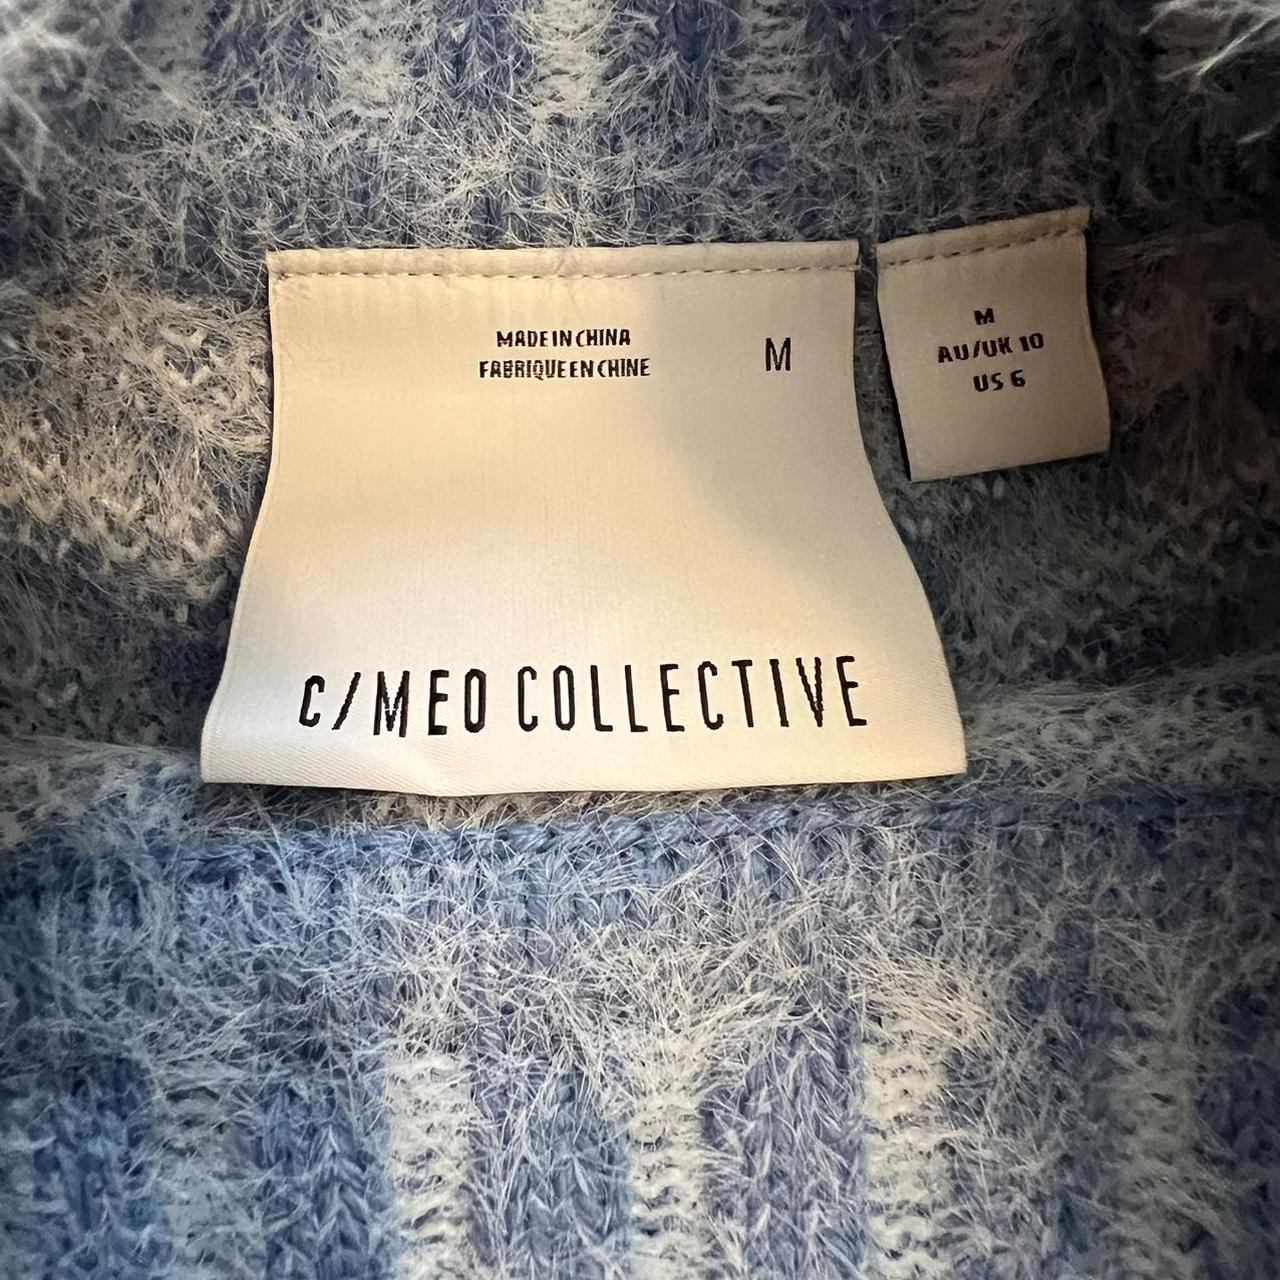 MADE IN CHINA
FABRIQUE EN CHINE
M
C/MEO COLLECTIVE
M
AU/UK 10
US 6